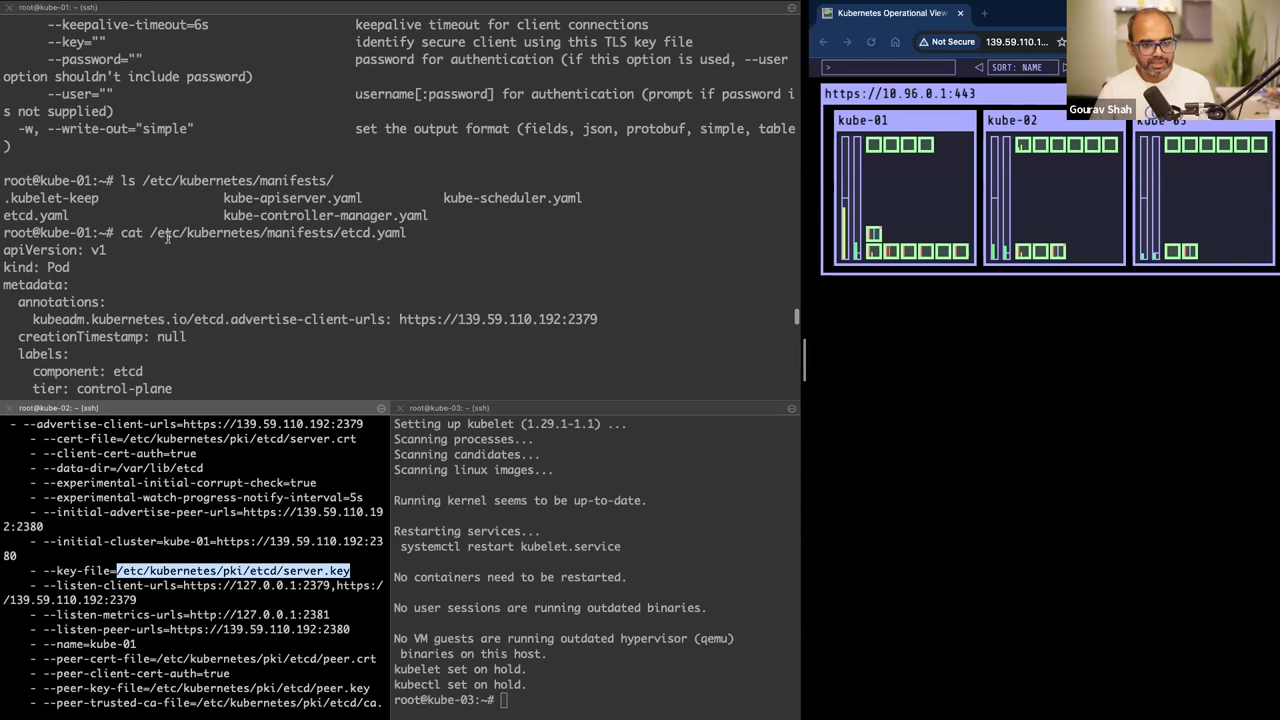 root@kube-01: ~ (ssh)
--keepalive-timeout=6s keepalive timeout for client connections
--key="" identify secure client using this TLS key file
--password="" password for authentication (if this option is used, --user
option shouldn't include password)
--user="" username[:password] for authentication (prompt if password i
s not supplied)
-w, --write-out="simple" set the output format (fields, json, protobuf, simple, table
)
root@kube-01:~# ls /etc/kubernetes/manifests/
.kubelet-keep kube-apiserver.yaml kube-scheduler.yaml
etcd.yaml kube-controller-manager.yaml
root@kube-01:~# cat /etc/kubernetes/manifests/etcd.yaml
apiVersion: v1
kind: Pod
metadata:
annotations:
kubeadm.kubernetes.io/etcd.advertise-client-urls: https://139.59.110.192:2379
creationTimestamp: null
labels:
component: etcd
tier: control-plane
root@kube-02: ~ (ssh)
- --advertise-client-urls=https://139.59.110.192:2379
- --cert-file=/etc/kubernetes/pki/etcd/server.crt
- --client-cert-auth=true
- --data-dir=/var/lib/etcd
- --experimental-initial-corrupt-check=true
- --experimental-watch-progress-notify-interval=5s
- --initial-advertise-peer-urls=https://139.59.110.19
2:2380
- --initial-cluster=kube-01=https://139.59.110.192:23
80
- --key-file=/etc/kubernetes/pki/etcd/server.key
- --listen-client-urls=https://127.0.0.1:2379,https:/
/139.59.110.192:2379
- --listen-metrics-urls=http://127.0.0.1:2381
- --listen-peer-urls=https://139.59.110.192:2380
- --name=kube-01
- --peer-cert-file=/etc/kubernetes/pki/etcd/peer.crt
- --peer-client-cert-auth=true
- --peer-key-file=/etc/kubernetes/pki/etcd/peer.key
- --peer-trusted-ca-file=/etc/kubernetes/pki/etcd/ca.
root@kube-03: ~ (ssh)
Setting up kubelet (1.29.1-1.1) ...
Scanning processes...
Scanning candidates...
Scanning linux images...
Running kernel seems to be up-to-date.
Restarting services...
systemctl restart kubelet.service
No containers need to be restarted.
No user sessions are running outdated binaries.
No VM guests are running outdated hypervisor (qemu)
binaries on this host.
kubelet set on hold.
kubectl set on hold.
root@kube-03:~#
Kubernetes Operational View
Not Secure 139.59.110.1...
> SORT: NAME
https://10.96.0.1:443
Gourav Shah
kube-01 kube-02